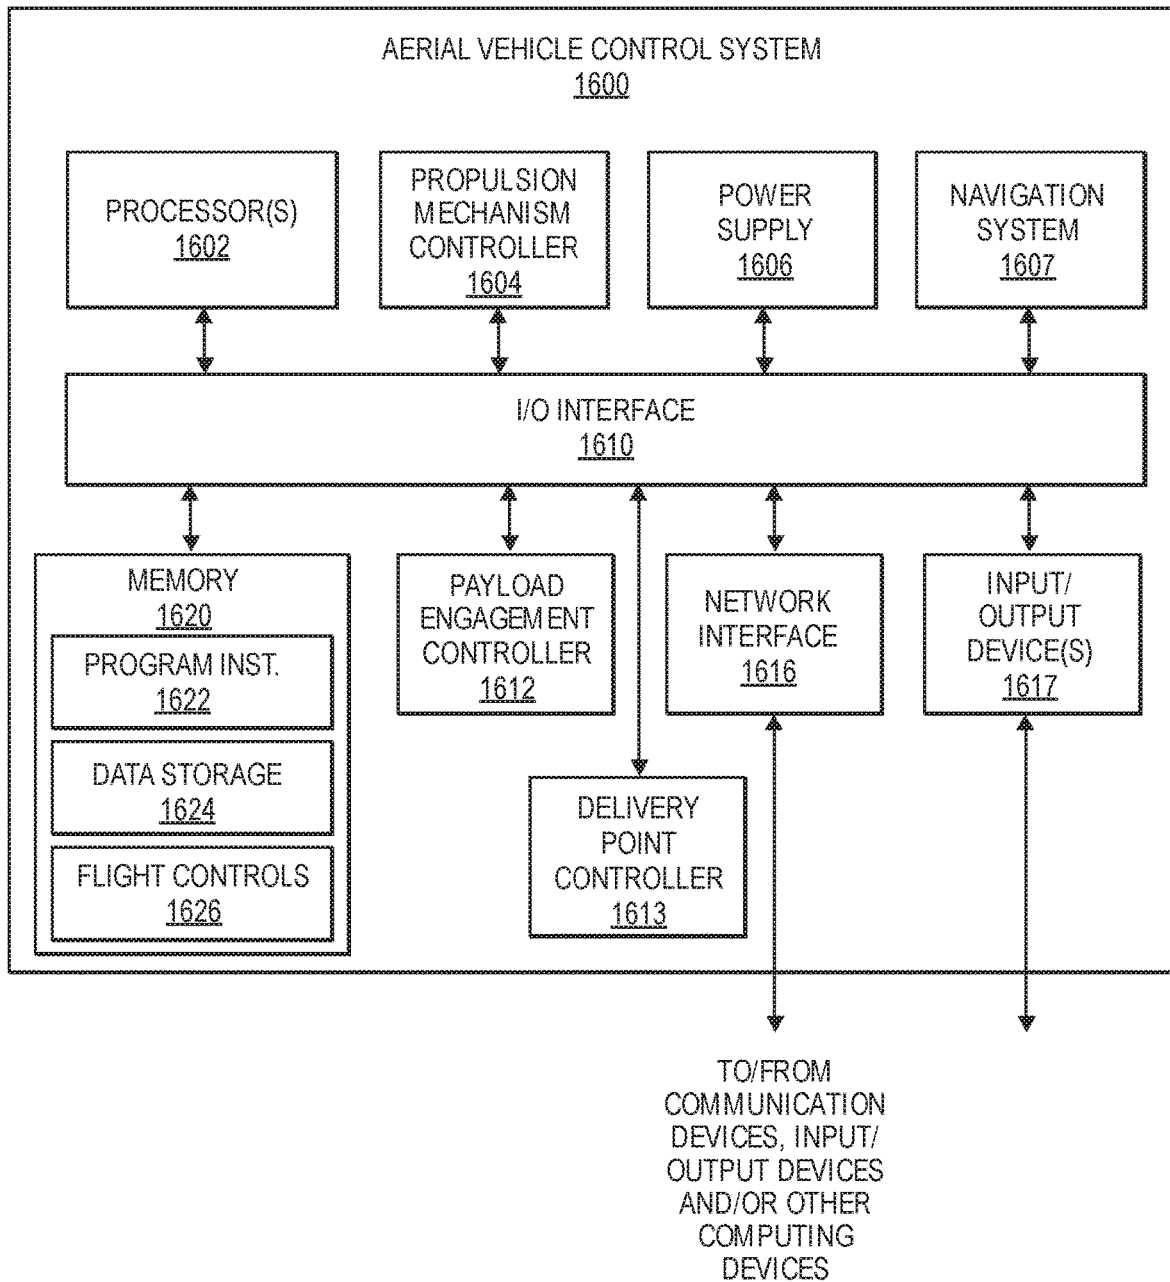 AERIAL VEHICLE CONTROL SYSTEM
1600
PROCESSOR(S)
1602
PROPULSION
MECHANISM
CONTROLLER
1604
POWER
SUPPLY
1606
NAVIGATION
SYSTEM
1607
I/O INTERFACE
1610
MEMORY
1620
PROGRAM INST.
1622
DATA STORAGE
1624
FLIGHT CONTROLS
1626
PAYLOAD
ENGAGEMENT
CONTROLLER
1612
NETWORK
INTERFACE
1616
INPUT/
OUTPUT
DEVICE(S)
1617
DELIVERY
POINT
CONTROLLER
1613
TO/FROM
COMMUNICATION
DEVICES, INPUT/
OUTPUT DEVICES
AND/OR OTHER
COMPUTING
DEVICES